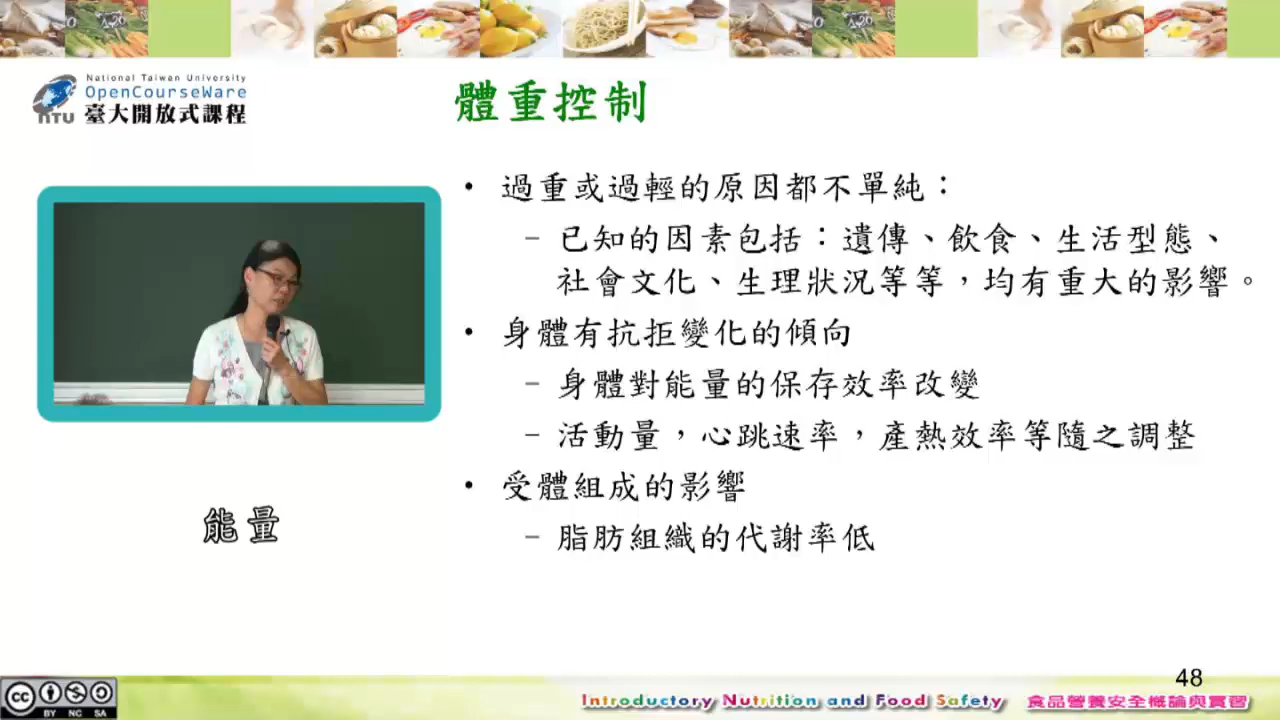 National Taiwan University
OpenCourseWare
NTU 臺大開放式課程
體重控制
• 過重或過輕的原因都不單純：
– 已知的因素包括：遺傳、飲食、生活型態、
社會文化、生理狀況等等，均有重大的影響。
• 身體有抗拒變化的傾向
– 身體對能量的保存效率改變
– 活動量，心跳速率，產熱效率等隨之調整
• 受體組成的影響
– 脂肪組織的代謝率低
能量
48
cc BY NC SA
Introductory Nutrition and Food Safety 食品營養安全概論與實習